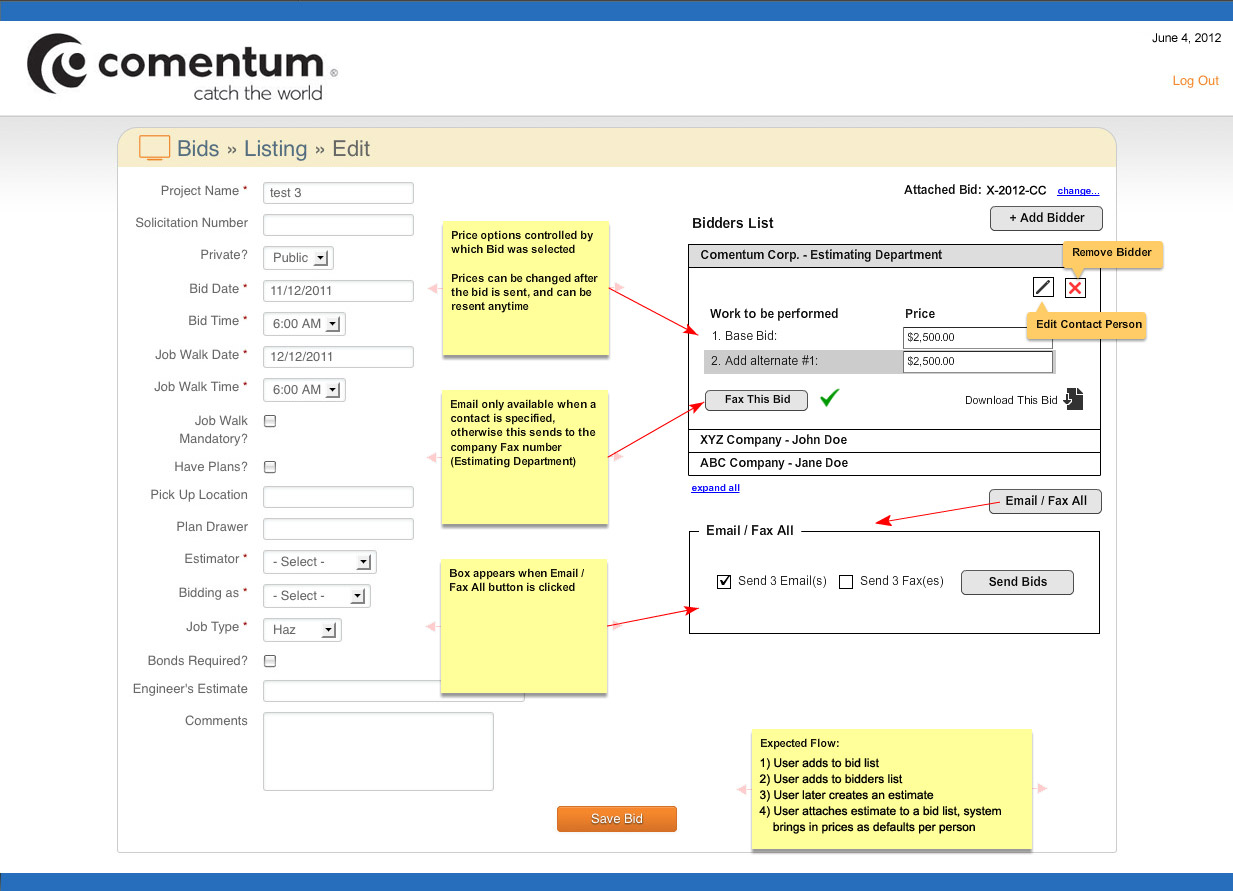 June 4, 2012
comentum ®
catch the world
Log Out
Bids » Listing » Edit
Project Name * test 3
Solicitation Number
Private? Public
Bid Date * 11/12/2011
Bid Time * 6:00 AM
Job Walk Date * 12/12/2011
Job Walk Time * 6:00 AM
Job Walk
Mandatory?
Have Plans?
Pick Up Location
Plan Drawer
Estimator * - Select -
Bidding as * - Select -
Job Type * Haz
Bonds Required?
Engineer's Estimate
Comments
Save Bid
Price options controlled by
which Bid was selected
Prices can be changed after
the bid is sent, and can be
resent anytime
Email only available when a
contact is specified,
otherwise this sends to the
company Fax number
(Estimating Department)
Box appears when Email /
Fax All button is clicked
Attached Bid: X-2012-CC change...
Bidders List
+ Add Bidder
Comentum Corp. - Estimating Department
Remove Bidder
Edit Contact Person
Work to be performed Price
1. Base Bid: $2,500.00
2. Add alternate #1: $2,500.00
Fax This Bid
Download This Bid
XYZ Company - John Doe
ABC Company - Jane Doe
expand all
Email / Fax All
Email / Fax All
Send 3 Email(s) Send 3 Fax(es) Send Bids
Expected Flow:
1) User adds to bid list
2) User adds to bidders list
3) User later creates an estimate
4) User attaches estimate to a bid list, system
brings in prices as defaults per person